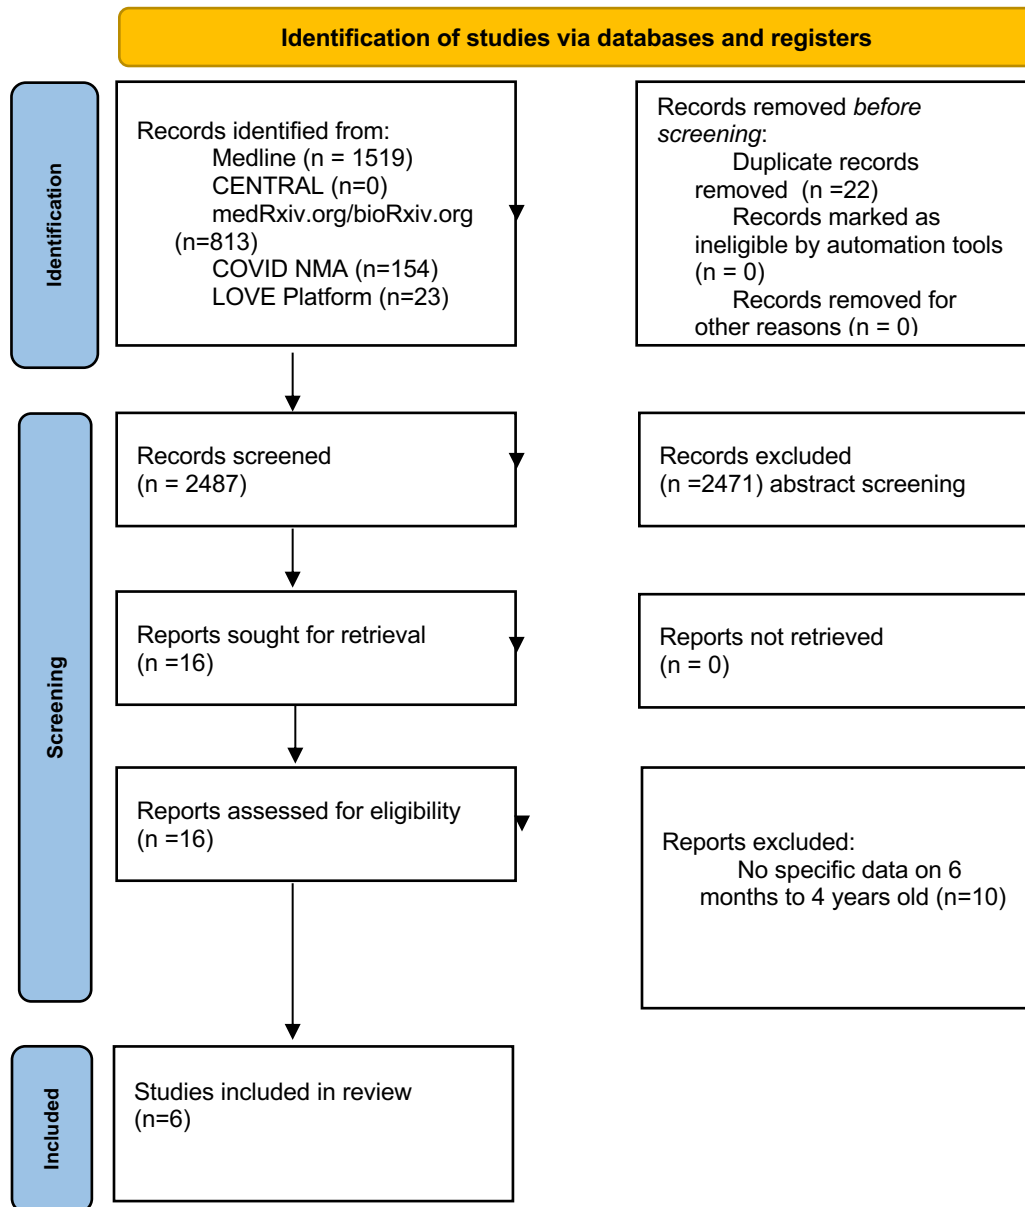 Identification of studies via databases and registers
Identification
Records identified from:
Medline (n = 1519)
CENTRAL (n=0)
medRxiv.org/bioRxiv.org
(n=813)
COVID NMA (n=154)
LOVE Platform (n=23)
Records removed before
screening:
Duplicate records
removed  (n =22)
Records marked as
ineligible by automation tools
(n = 0)
Records removed for
other reasons (n = 0)
Screening
Records screened
(n = 2487)
Records excluded
(n =2471) abstract screening
Reports sought for retrieval
(n =16)
Reports not retrieved
(n = 0)
Reports assessed for eligibility
(n =16)
Reports excluded:
No specific data on 6
months to 4 years old (n=10)
Included
Studies included in review
(n=6)